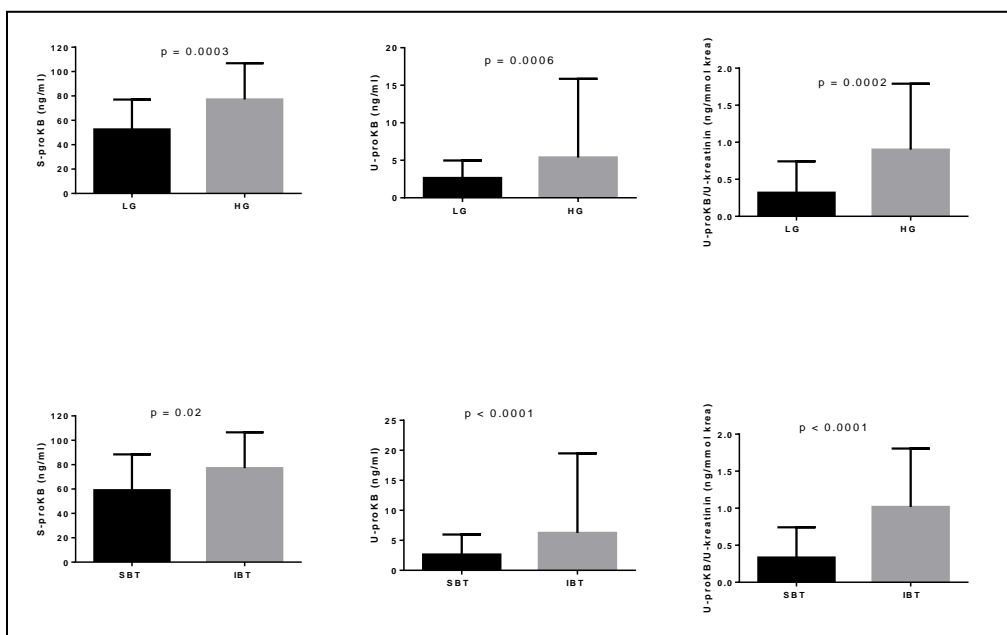 p = 0.0003
S-proKB (ng/ml)
120
100
80
60
40
20
0
LG HG
p = 0.0006
U-proKB (ng/ml)
20
15
10
5
0
LG HG
p = 0.0002
U-proKB/U-kreatinin (ng/mmol krea)
2.0
1.5
1.0
0.5
0.0
LG HG
p = 0.02
S-proKB (ng/ml)
120
100
80
60
40
20
0
SBT IBT
p < 0.0001
U-proKB (ng/ml)
25
20
15
10
5
0
SBT IBT
p < 0.0001
U-proKB/U-kreatinin (ng/mmol krea)
2.0
1.5
1.0
0.5
0.0
SBT IBT